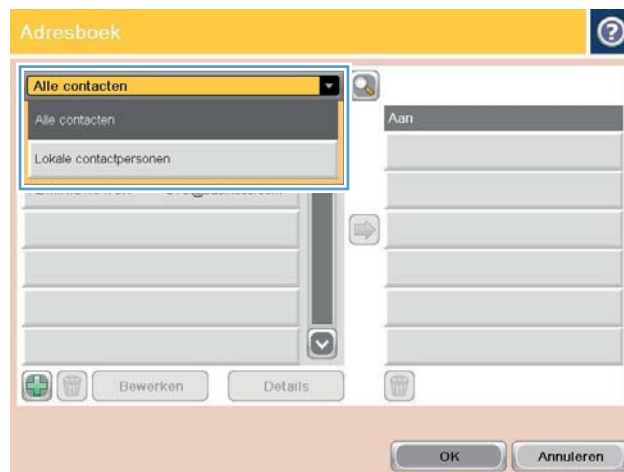 Adresboek
Alle contacten
Alle contacten
Lokale contactpersonen
Aan
Bewerken
Details
OK
Annuleren